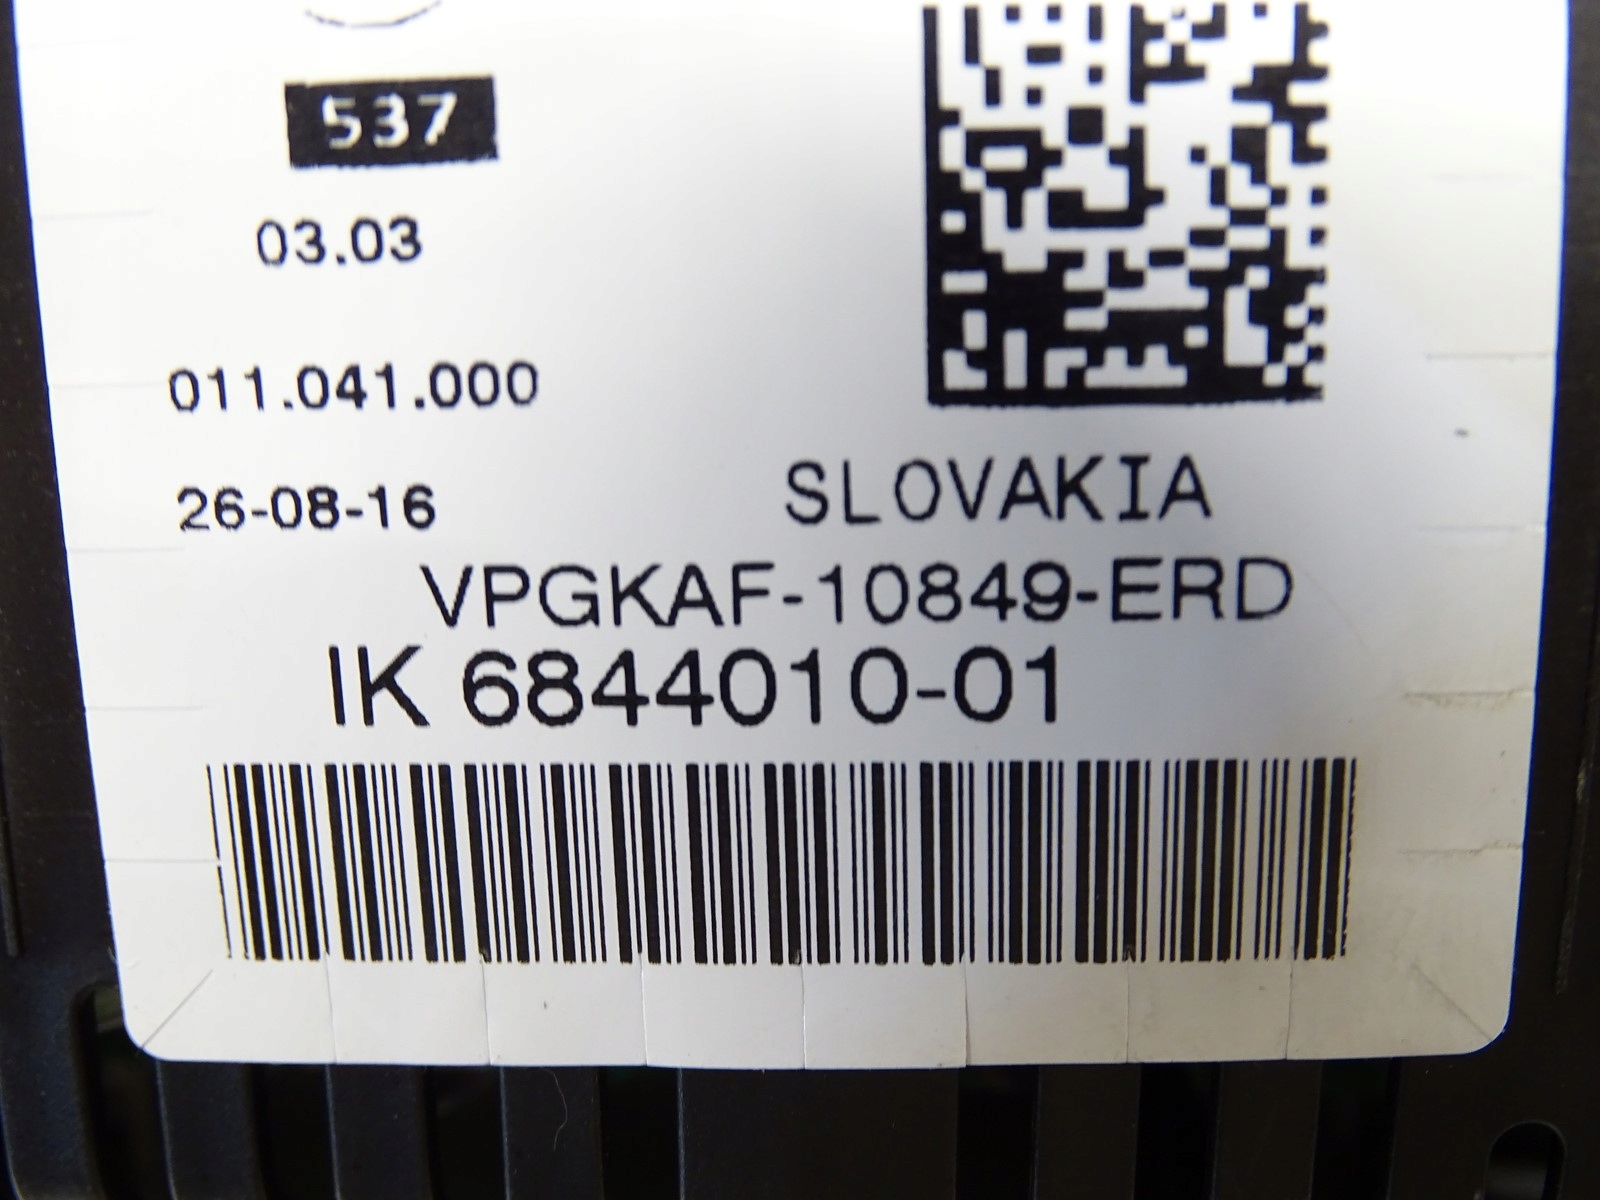 537
03.03
011.041.000
26-08-16
SLOVAKIA
VPGKAF-10849-ERD
IK 6844010-01